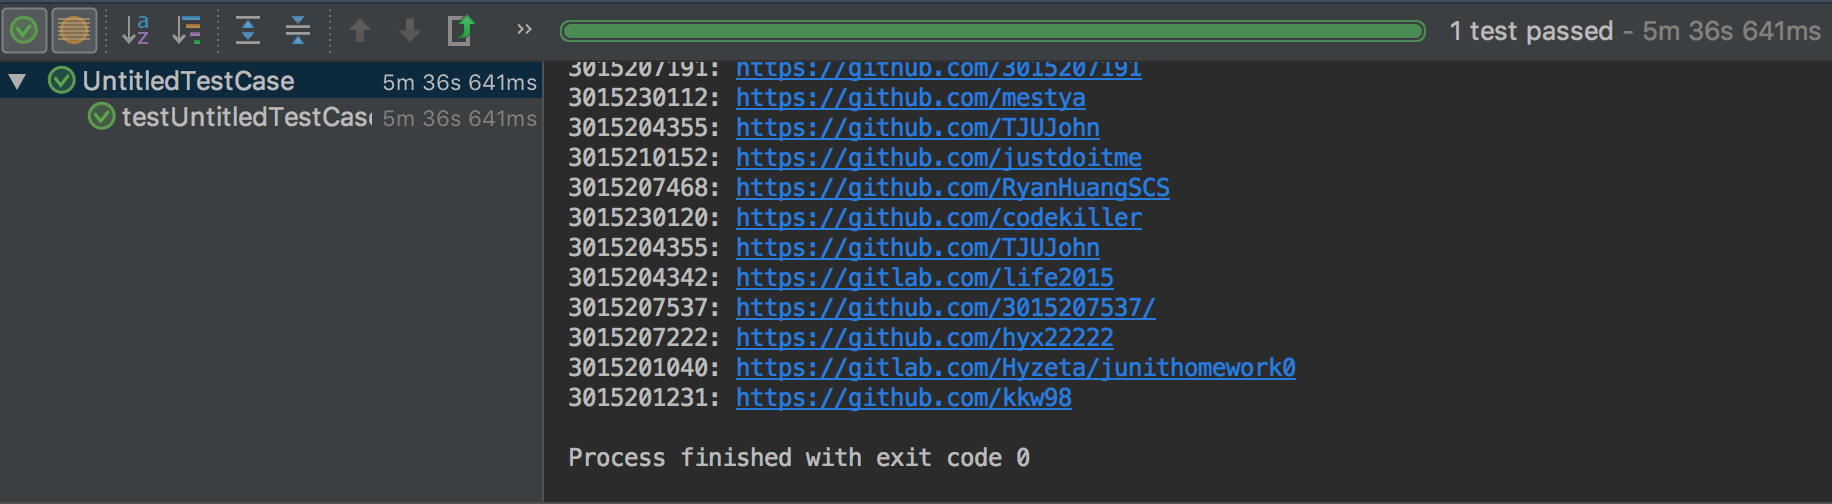 1 test passed - 5m 36s 641ms
UntitledTestCase 5m 36s 641ms
testUntitledTestCas 5m 36s 641ms
3015207191: https://github.com/3015207191
3015230112: https://github.com/mestya
3015204355: https://github.com/TJUJohn
3015210152: https://github.com/justdoitme
3015207468: https://github.com/RyanHuangSCS
3015230120: https://github.com/codekiller
3015204355: https://github.com/TJUJohn
3015204342: https://gitlab.com/life2015
3015207537: https://github.com/3015207537/
3015207222: https://github.com/hyx22222
3015201040: https://gitlab.com/Hyzeta/junithomework0
3015201231: https://github.com/kkw98
Process finished with exit code 0